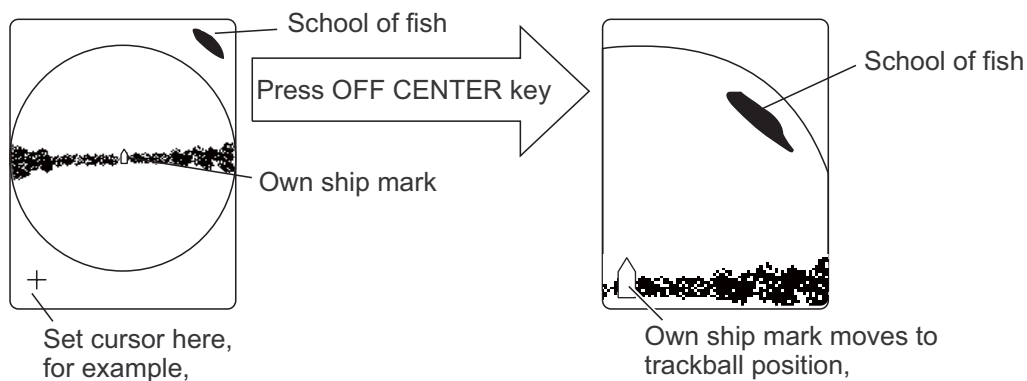 School of fish
Press OFF CENTER key
Own ship mark
Set cursor here,
for example,
School of fish
Own ship mark moves to
trackball position,